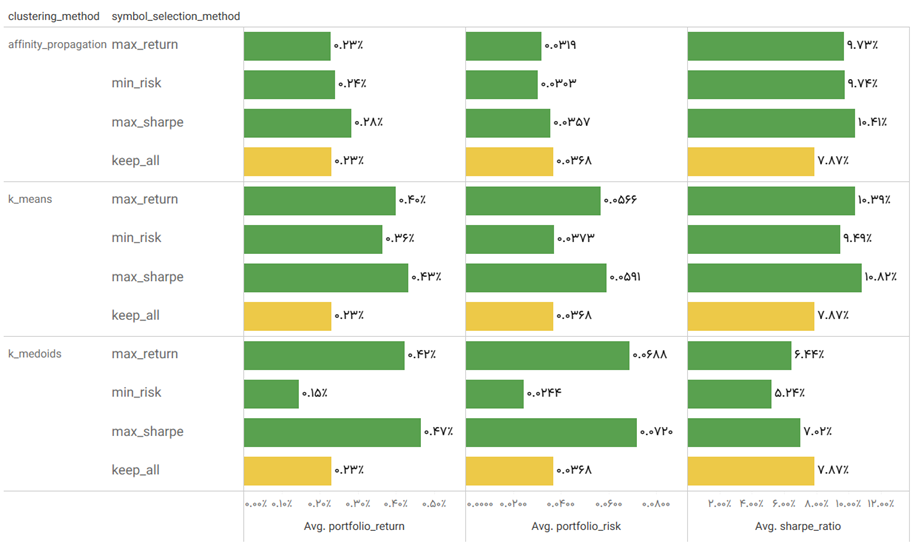 clustering_method symbol_selection_method
affinity_propagation max_return ۰.۲۳٪ ۰.۰۳۱۹ ۹.۷۳٪
min_risk ۰.۲۴٪ ۰.۰۳۰۳ ۹.۷۴٪
max_sharpe ۰.۲۸٪ ۰.۰۳۵۷ ۱۰.۴۱٪
keep_all ۰.۲۳٪ ۰.۰۳۶۸ ۷.۸۷٪
k_means max_return ۰.۴۰٪ ۰.۰۵۶۶ ۱۰.۳۹٪
min_risk ۰.۳۶٪ ۰.۰۳۷۳ ۹.۴۹٪
max_sharpe ۰.۴۳٪ ۰.۰۵۹۱ ۱۰.۸۲٪
keep_all ۰.۲۳٪ ۰.۰۳۶۸ ۷.۸۷٪
k_medoids max_return ۰.۴۲٪ ۰.۰۶۸۸ ۶.۴۴٪
min_risk ۰.۱۵٪ ۰.۰۲۴۴ ۵.۲۴٪
max_sharpe ۰.۴۷٪ ۰.۰۷۲۰ ۷.۰۲٪
keep_all ۰.۲۳٪ ۰.۰۳۶۸ ۷.۸۷٪
۰.۰۰٪ ۰.۱۰٪ ۰.۲۰٪ ۰.۳۰٪ ۰.۴۰٪ ۰.۵۰٪ ۰.۰۰۰۰ ۰.۰۲۰۰ ۰.۰۴۰۰ ۰.۰۶۰۰ ۰.۰۸۰۰ ۲.۰۰٪ ۴.۰۰٪ ۶.۰۰٪ ۸.۰۰٪ ۱۰.۰۰٪ ۱۲.۰۰٪
Avg. portfolio_return Avg. portfolio_risk Avg. sharpe_ratio